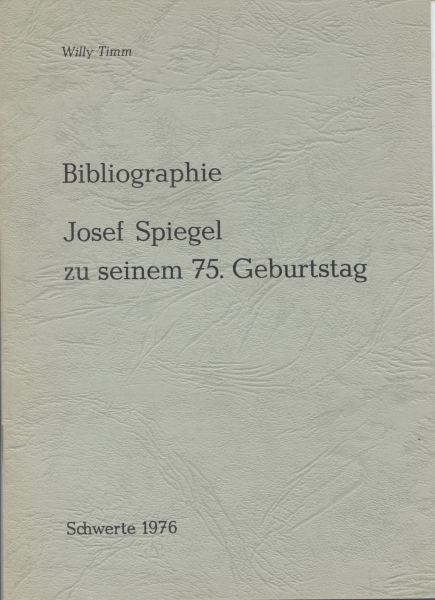 Willy Timm
Bibliographie
Josef Spiegel
zu seinem 75. Geburtstag
Schwerte 1976